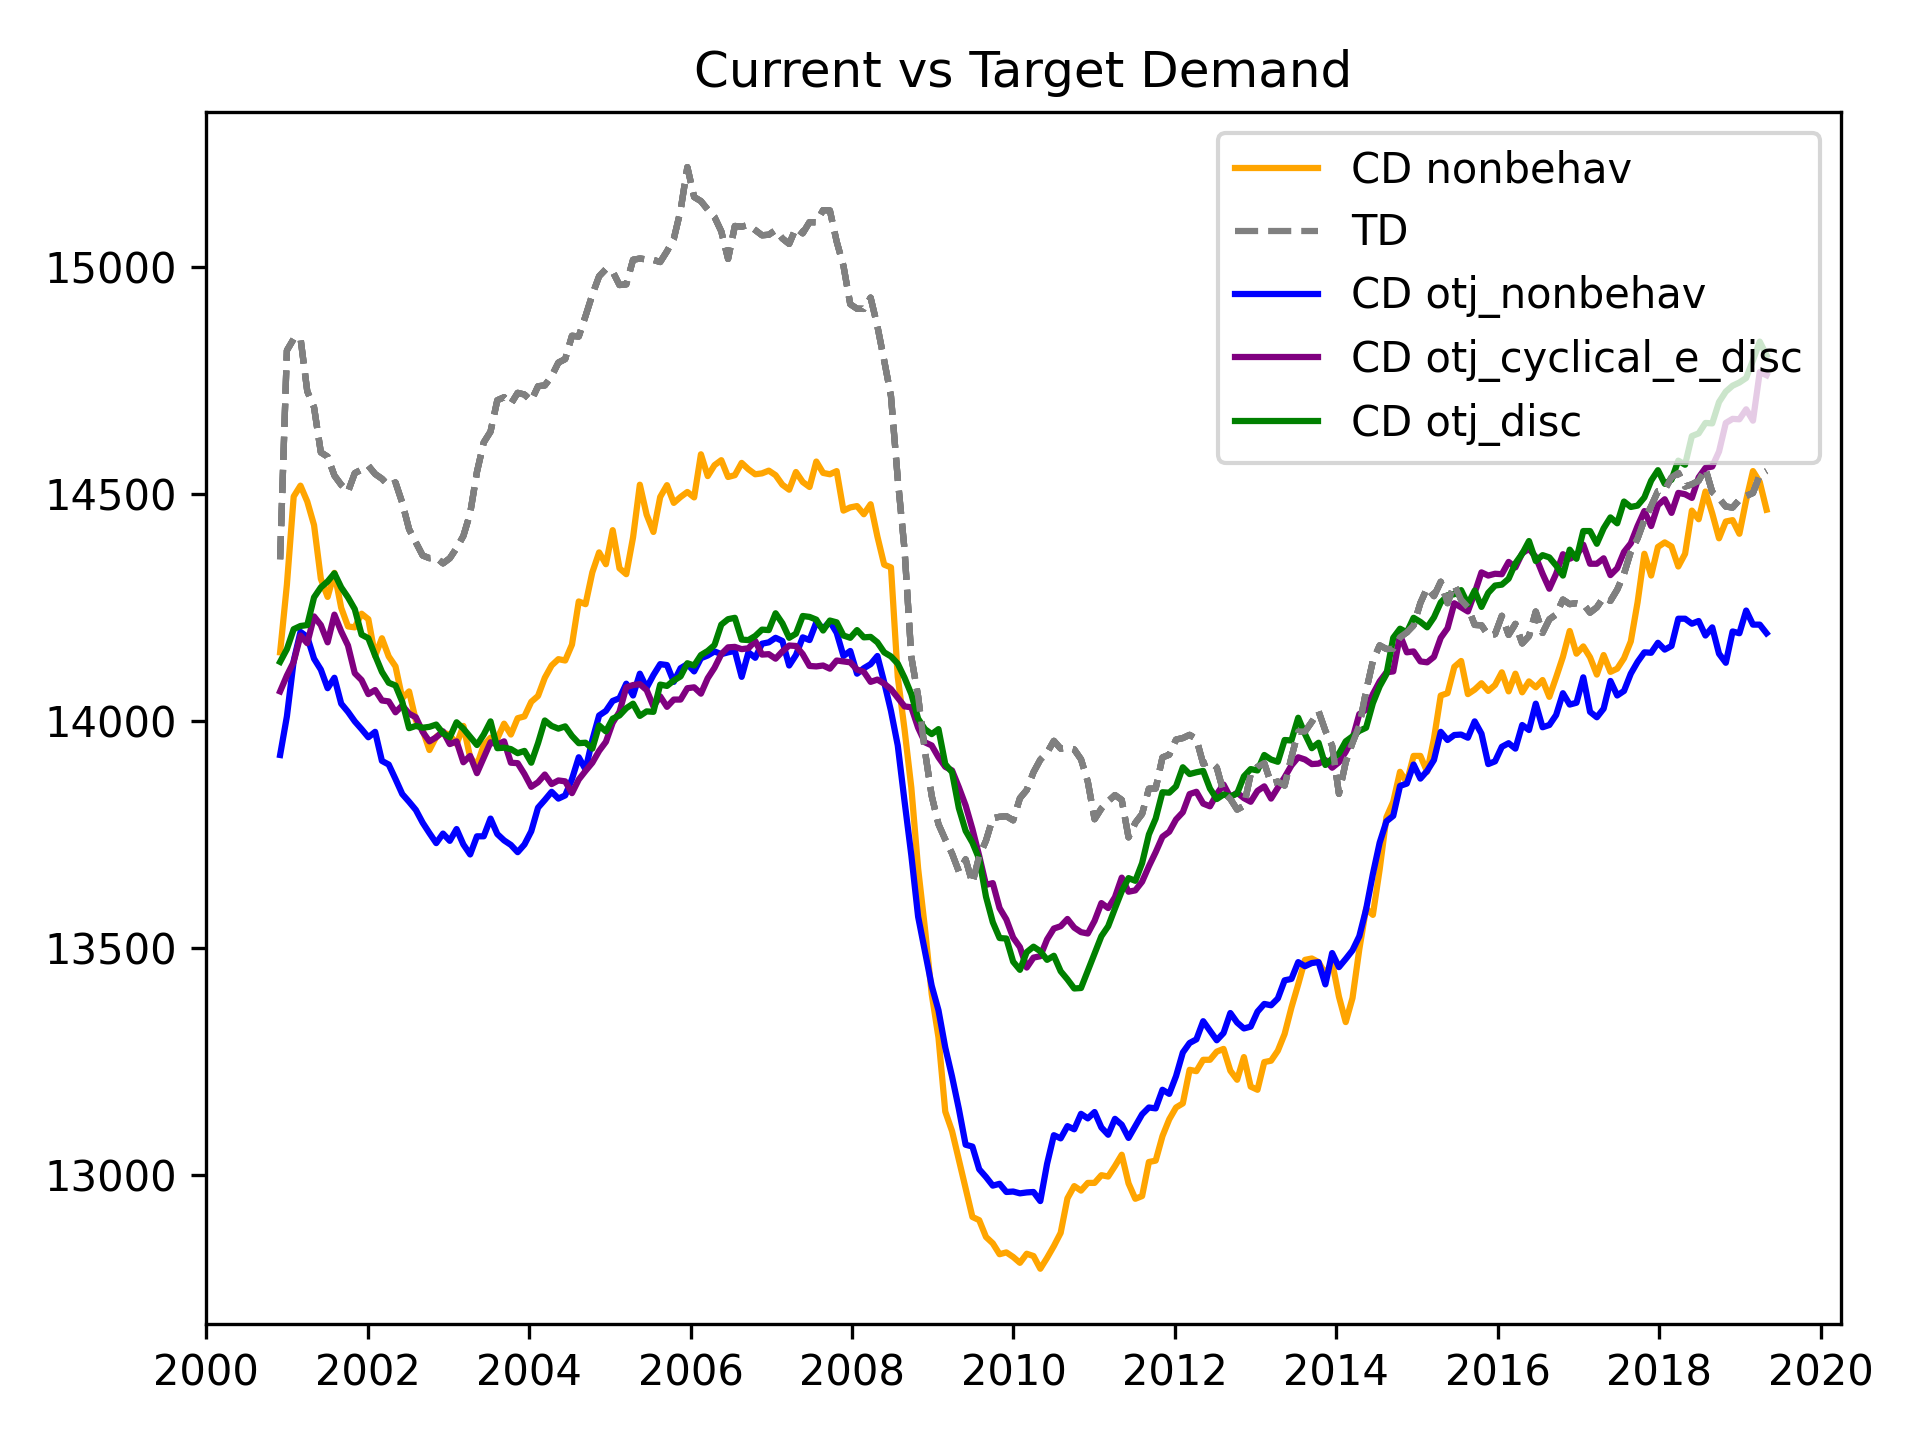 Current vs Target Demand
CD nonbehav
TD
CD otj_nonbehav
CD otj_cyclical_e_disc
CD otj_disc
15000
14500
14000
13500
13000
2000 2002 2004 2006 2008 2010 2012 2014 2016 2018 2020